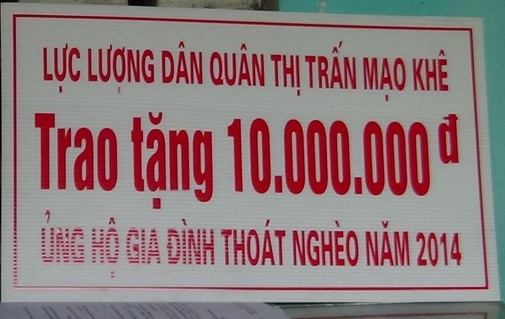 LỰC LƯỢNG DÂN QUÂN THỊ TRẤN MẠO KHÊ
Trao tặng 10.000.000đ
ỦNG HỘ GIA ĐÌNH THOÁT NGHÈO NĂM 2014